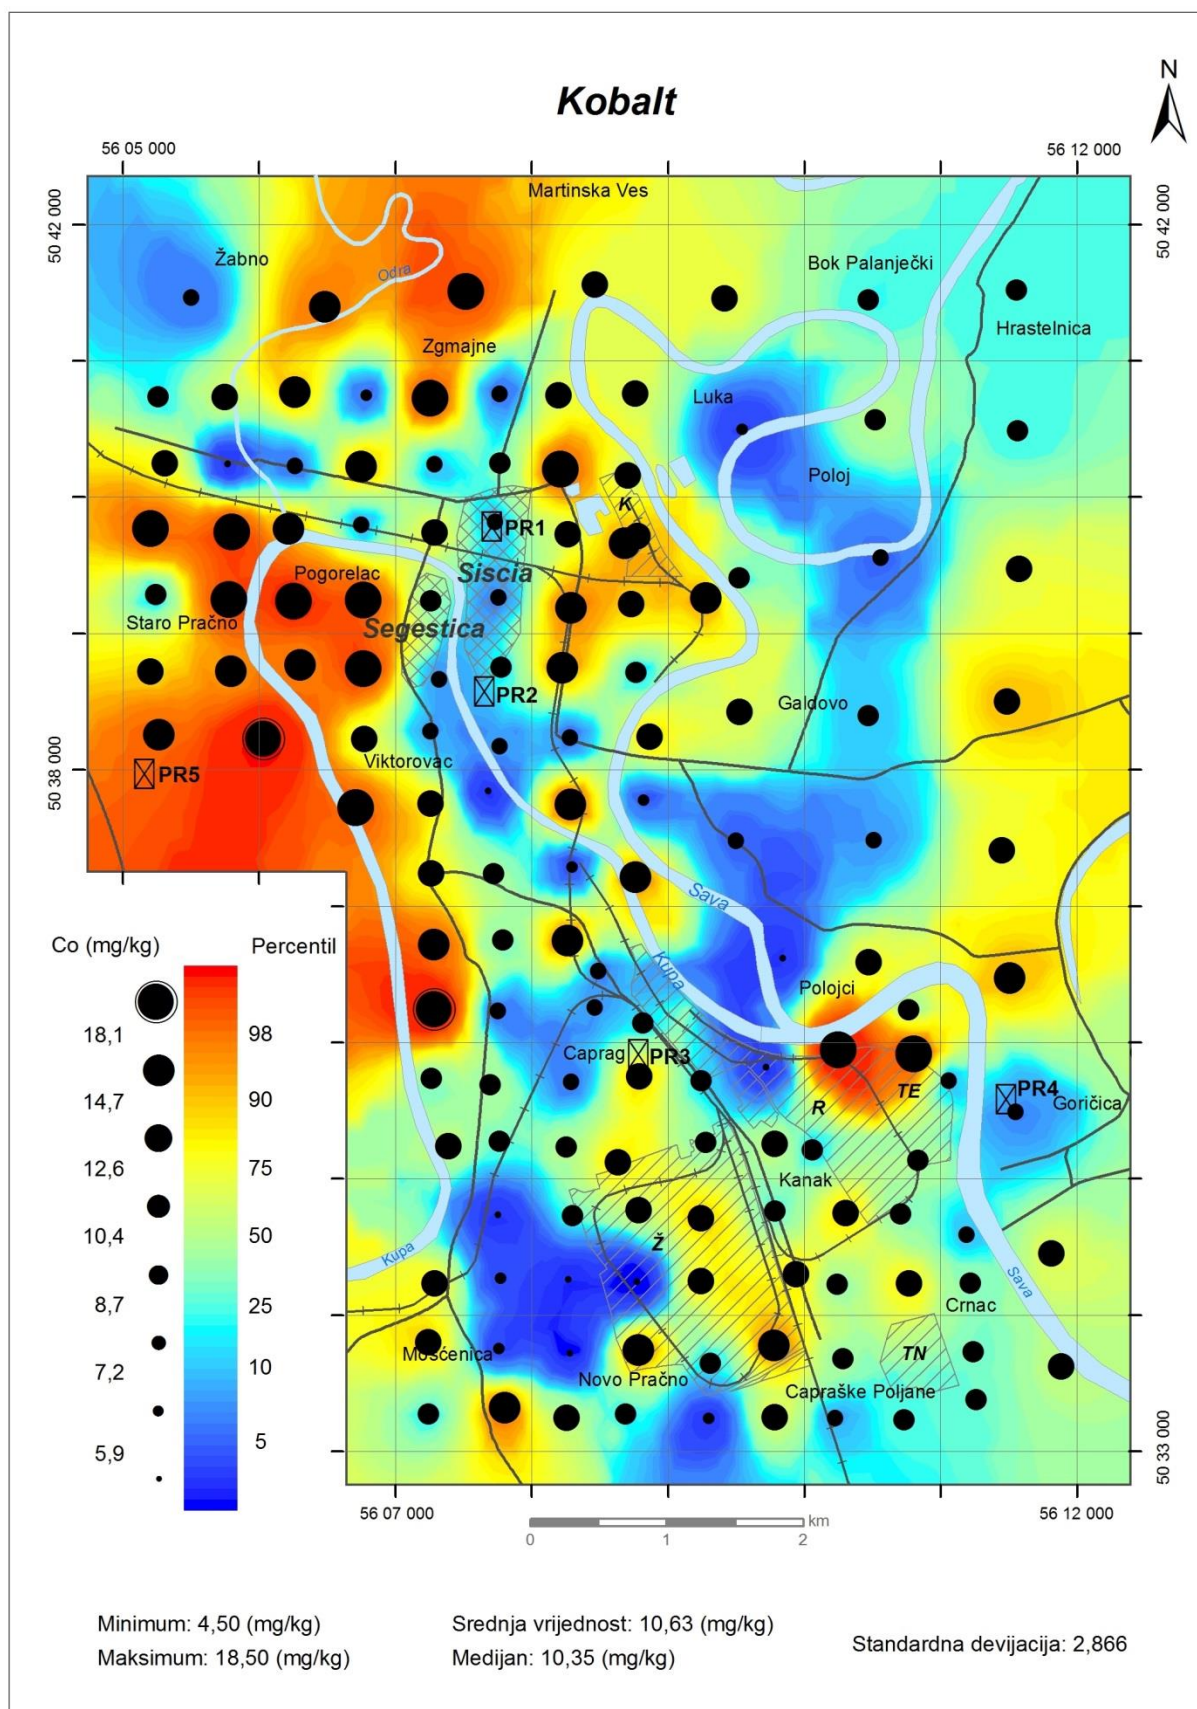 Kobalt
N
56 05 000
56 12 000
50 42 000
50 42 000
Martinska Ves
Žabno
Bok Palanječki
Odra
Hrastelnica
Zgmajne
Luka
Poloj
K
PR1
Siscia
Pogorelac
Staro Pračno
Segestica
PR2
Galdovo
Viktorovac
PR5
50 38 000
Sava
Co (mg/kg)
Percentil
Kupa
Polojci
18,1
98
Caprag
PR3
TE
PR4
Goričica
14,7
90
R
12,6
75
Kanak
10,4
50
Ž
Kupa
Sava
8,7
25
Crnac
7,2
10
Mošćenica
TN
Novo Pračno
Capraške Poljane
5,9
5
50 33 000
56 07 000
56 12 000
km
0 1 2
Minimum: 4,50 (mg/kg)
Srednja vrijednost: 10,63 (mg/kg)
Standardna devijacija: 2,866
Maksimum: 18,50 (mg/kg)
Medijan: 10,35 (mg/kg)